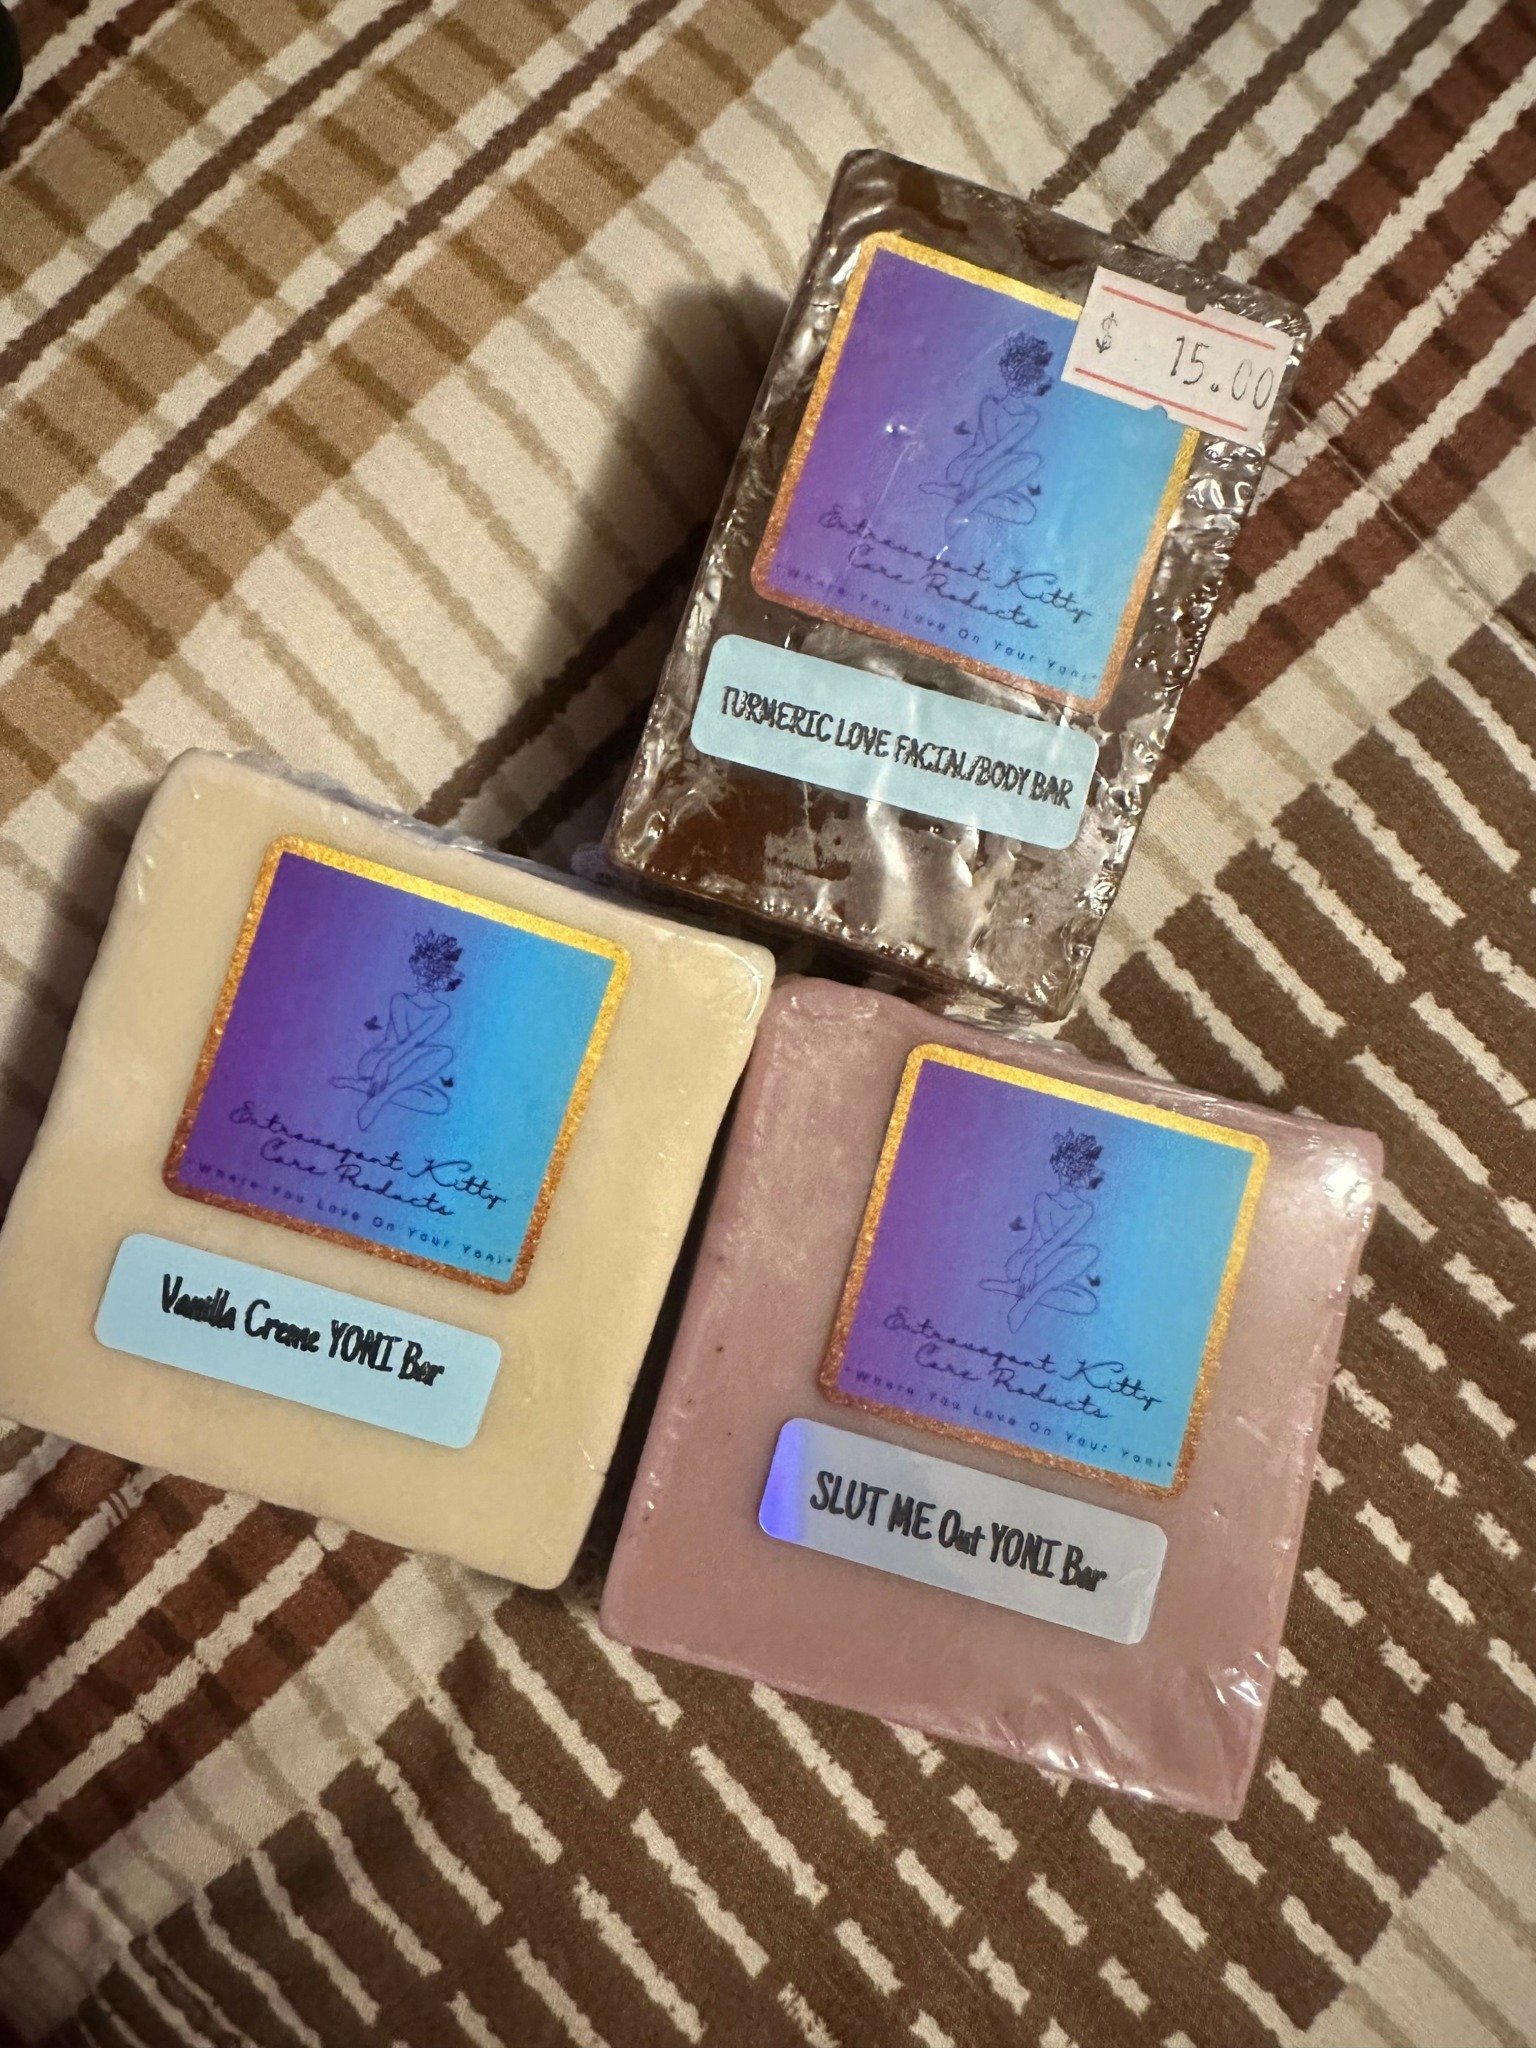 $ 15.00
Extravagant Kitty
Care Products
"Where You Love On Your Yoni"
TURMERIC LOVE FACIAL/BODY BAR
Extravagant Kitty
Care Products
"Where You Love On Your Yoni"
Vanilla Creme YONI Bar
Extravagant Kitty
Care Products
"Where You Love On Your Yoni"
SLUT ME Out YONI Bar